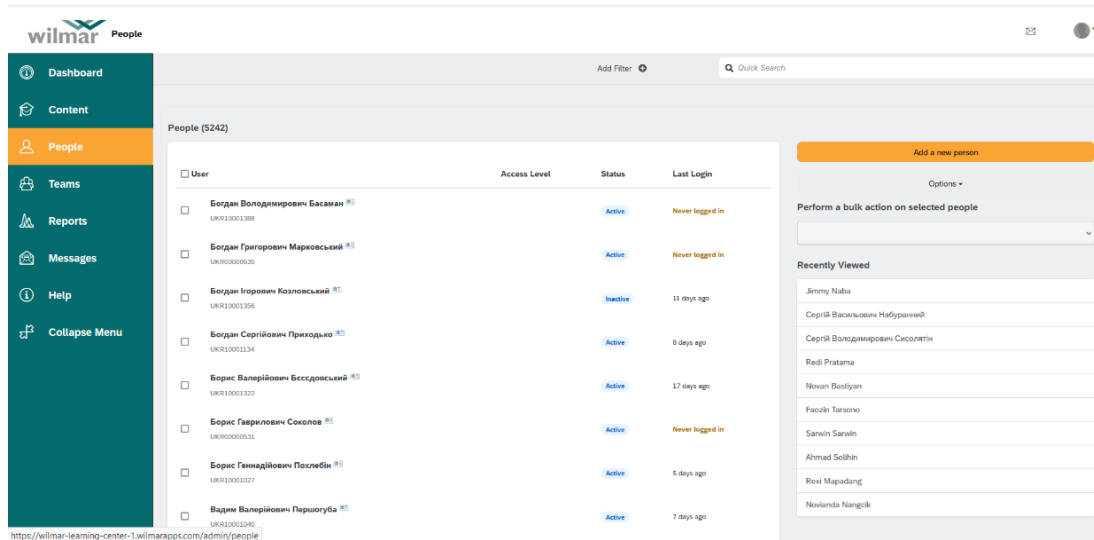 wilmar People
Dashboard
Content
People
Teams
Reports
Messages
Help
Collapse Menu
Add Filter
Quick Search
People (5242)
User Access Level Status Last Login
Богдан Володимирович Басаман
UKR10001388
Active Never logged in
Богдан Григорович Марковський
UKR00000635
Active Never logged in
Богдан Ігорович Козловський
UKR10001356
Inactive 11 days ago
Богдан Сергійович Приходько
UKR10001134
Active 8 days ago
Борис Валерійович Бєссдовський
UKR10001322
Active 17 days ago
Борис Гаврилович Соколов
UKR00000531
Active Never logged in
Борис Геннадійович Похлебін
UKR10001027
Active 5 days ago
Вадим Валерійович Першогуба
UKR10001040
Active 7 days ago
Add a new person
Options
Perform a bulk action on selected people
Recently Viewed
Jimmy Naba
Сергій Васильович Набуранний
Сергій Володимирович Сисолятін
Redi Pratama
Novan Bastiyan
Faozin Tarsono
Sarwin Sarwin
Ahmad Solihin
Rexi Mapadang
Novianda Nangcik
https://wilmar-learning-center-1.wilmarapps.com/admin/people